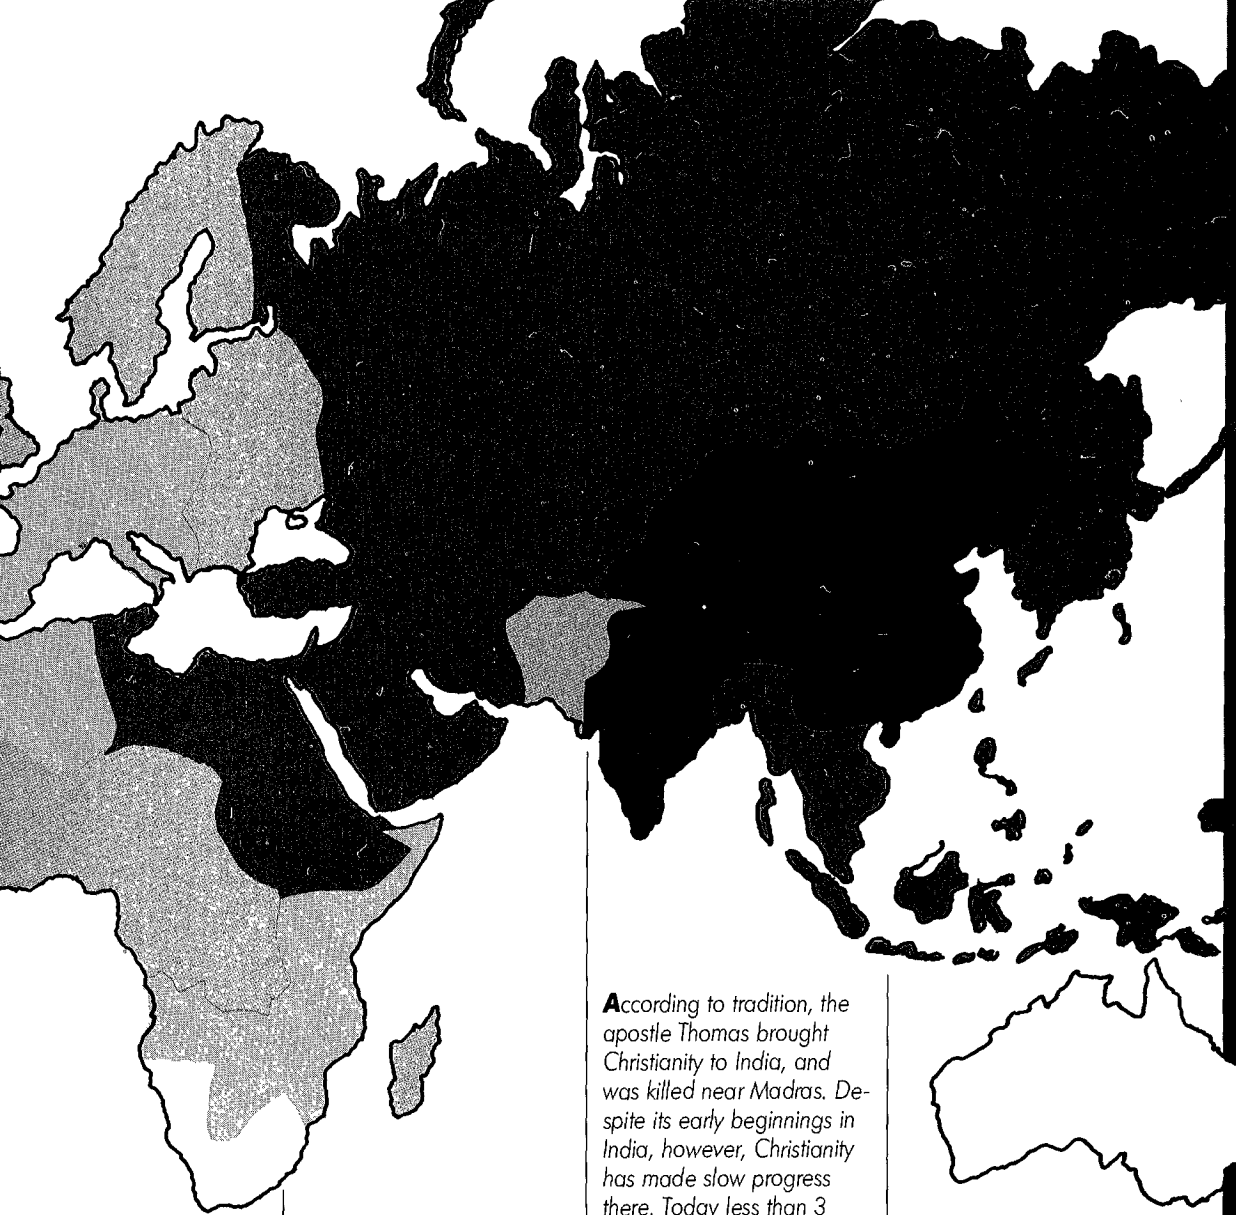 According to tradition, the
apostle Thomas brought
Christianity to India, and
was killed near Madras. De-
spite its early beginnings in
India, however, Christianity
has made slow progress
there. Today less than 3